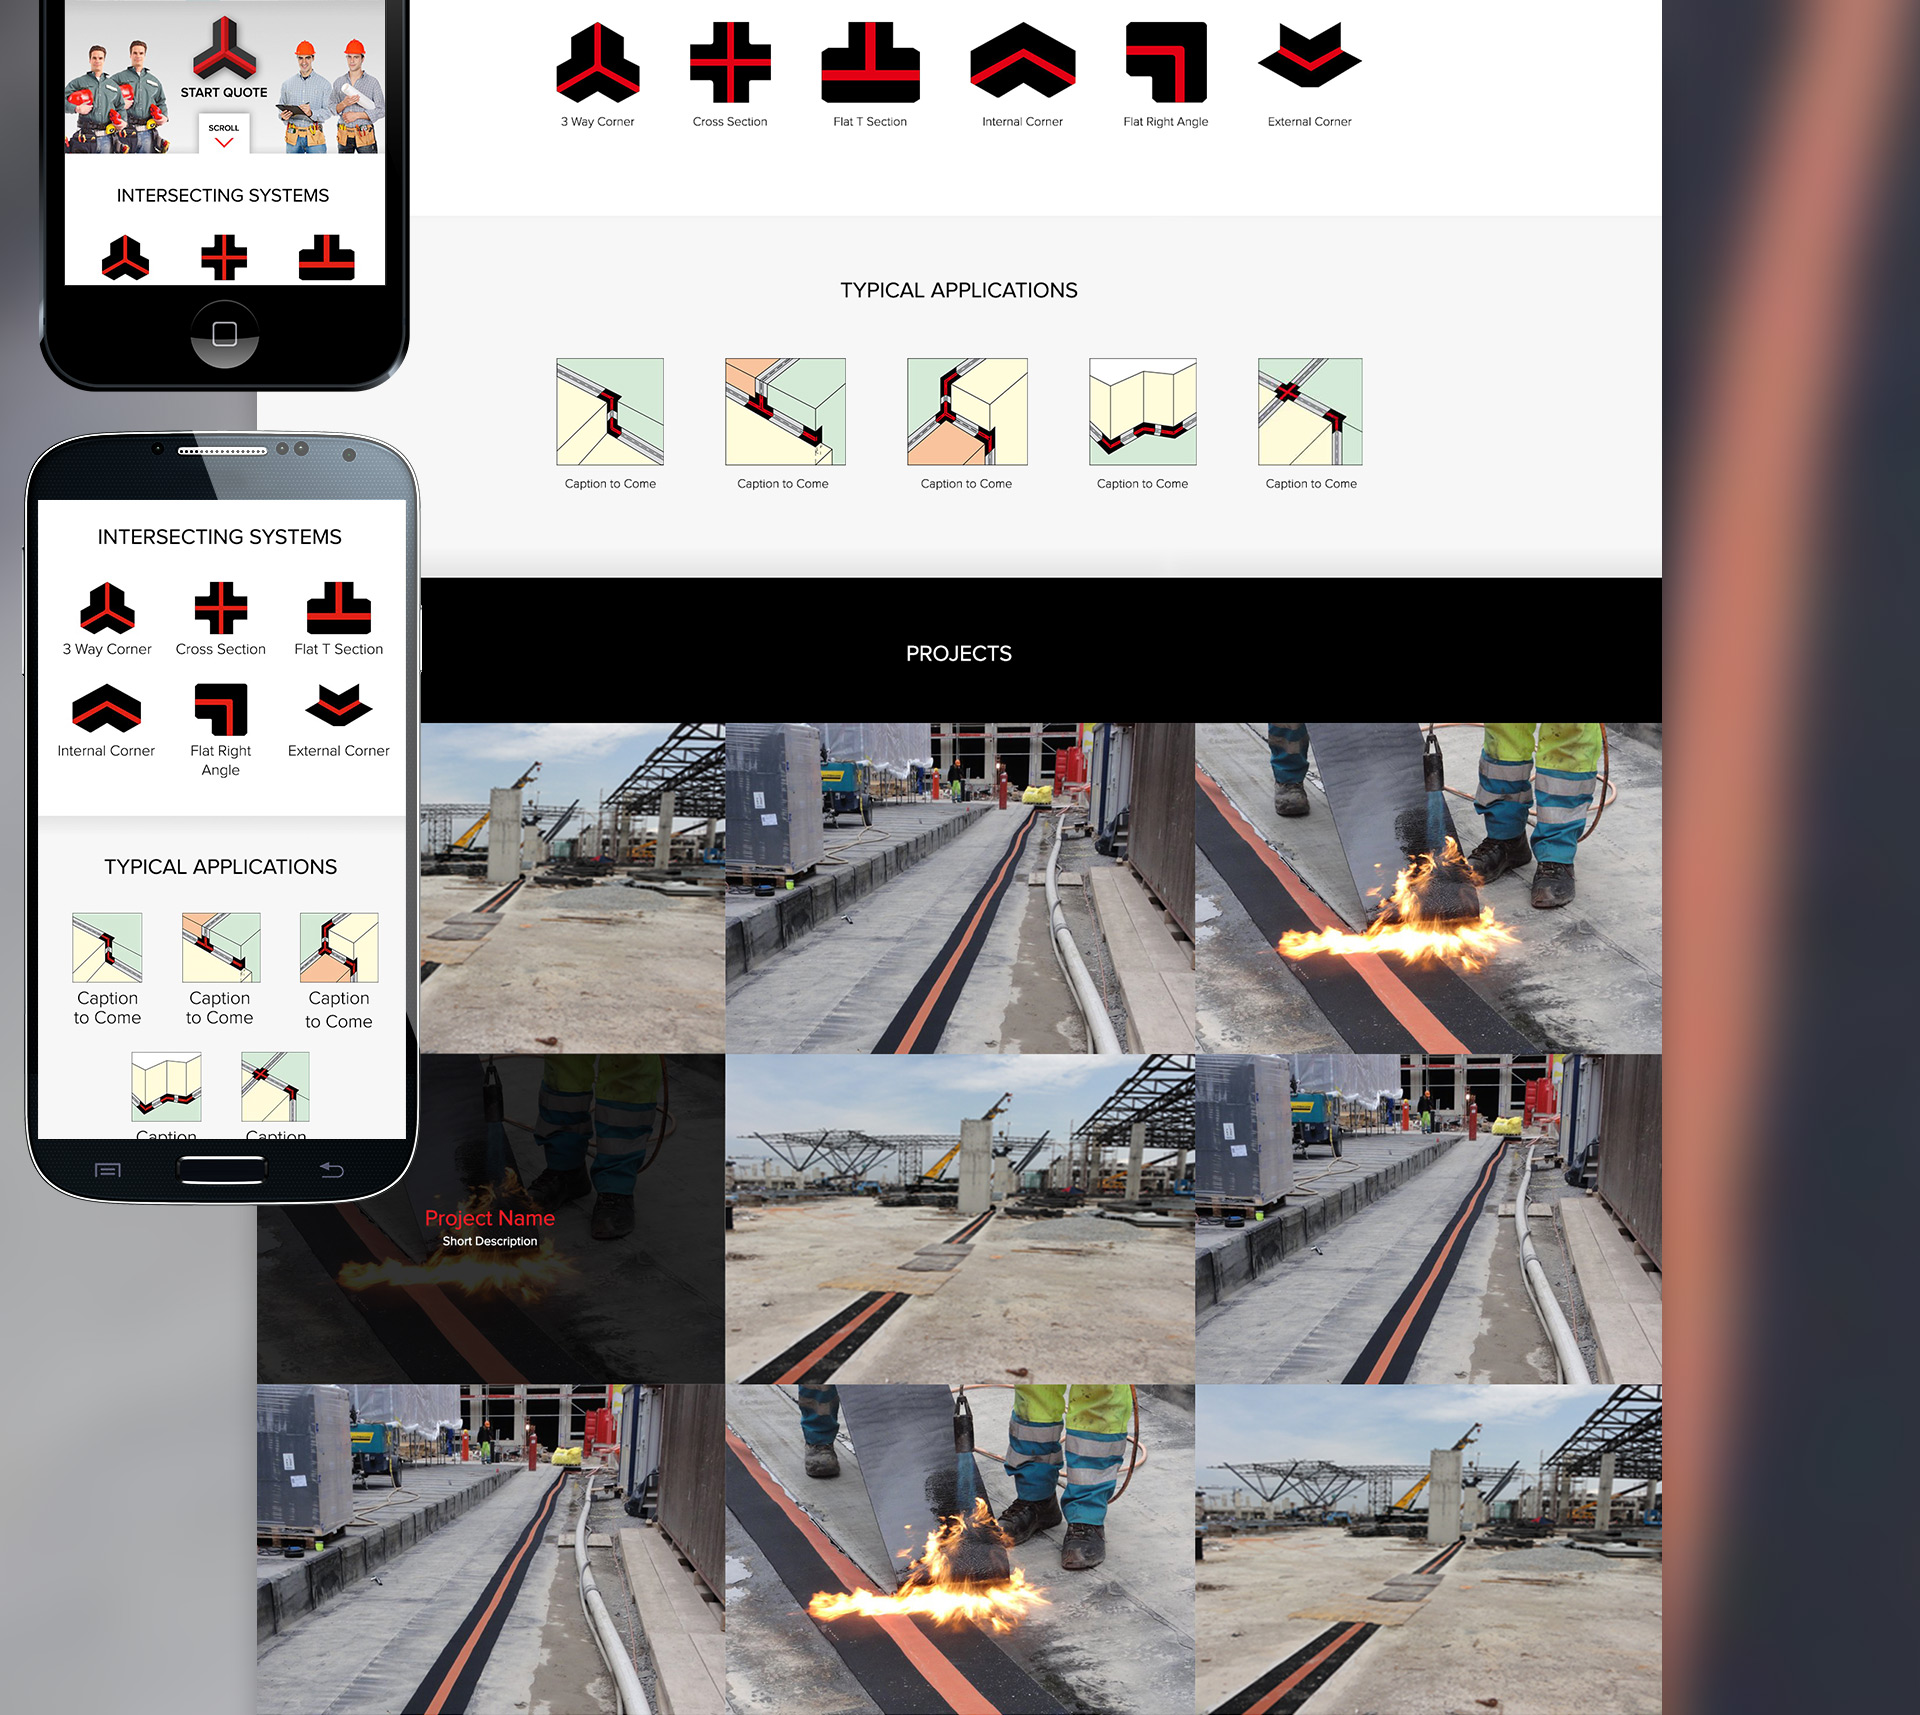 START QUOTE
SCROLL
INTERSECTING SYSTEMS
3 Way Corner
Cross Section
Flat T Section
Internal Corner
Flat Right Angle
External Corner
TYPICAL APPLICATIONS
Caption to Come
Caption to Come
Caption to Come
Caption to Come
Caption to Come
INTERSECTING SYSTEMS
3 Way Corner
Cross Section
Flat T Section
Internal Corner
Flat Right
Angle
External Corner
TYPICAL APPLICATIONS
Caption
to Come
Caption
to Come
Caption
to Come
Caption
Caption
PROJECTS
Project Name
Short Description